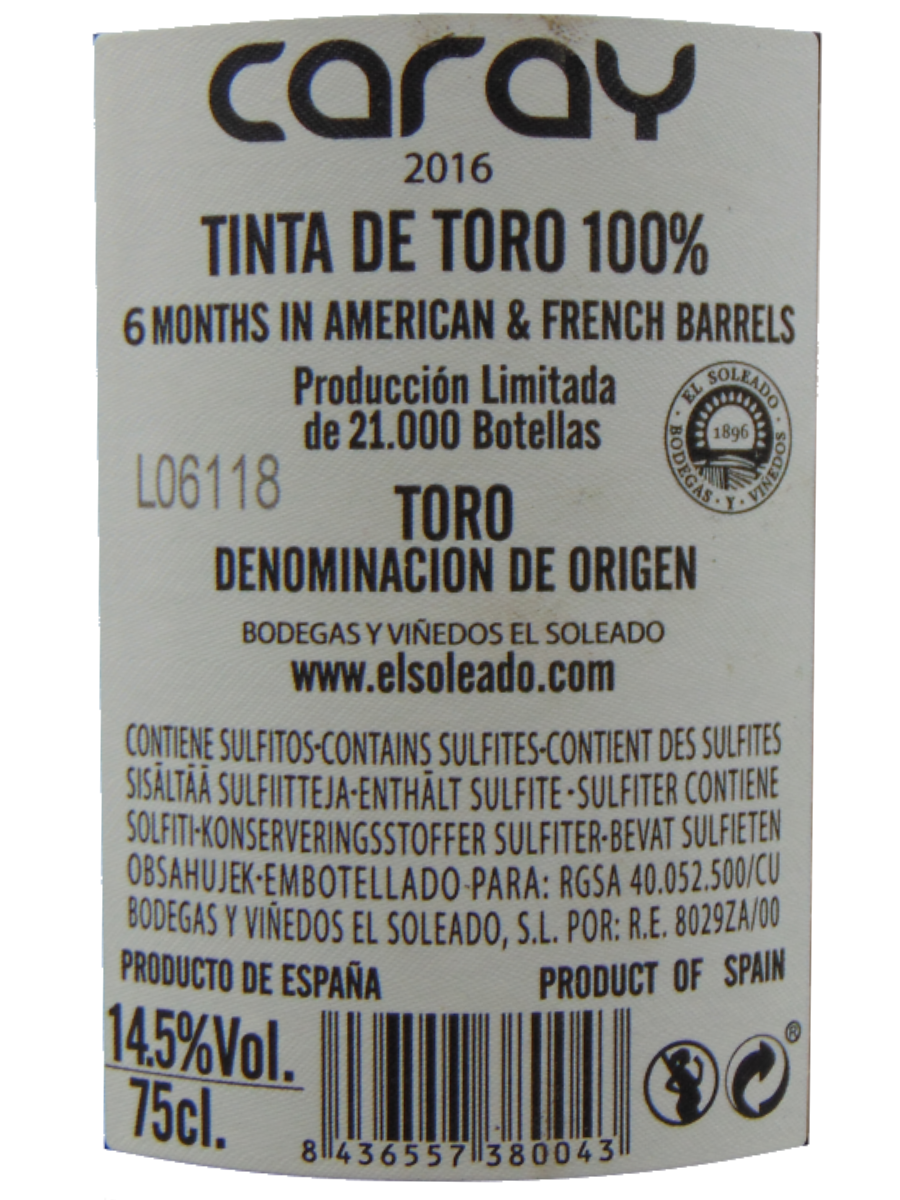 caray
2016
TINTA DE TORO 100%
6 MONTHS IN AMERICAN & FRENCH BARRELS
Producción Limitada
de 21.000 Botellas
EL SOLEADO
1896
BODEGAS · Y · VIÑEDOS
L06118
TORO
DENOMINACION DE ORIGEN
BODEGAS Y VIÑEDOS EL SOLEADO
www.elsoleado.com
CONTIENE SULFITOS-CONTAINS SULFITES-CONTIENT DES SULFITES
SISÄLTÄÄ SULFIITTEJA·ENTHÄLT SULFITE·SULFITER CONTIENE
SOLFITI·KONSERVERINGSSTOFFER SULFITER·BEVAT SULFIETEN
OBSAHUJEK·EMBOTELLADO PARA: RGSA 40.052.500/CU
BODEGAS Y VIÑEDOS EL SOLEADO, S.L. POR: R.E. 8029ZA/00
PRODUCTO DE ESPAÑA PRODUCT OF SPAIN
14.5%Vol.
75cl.
8 436557 380043
®